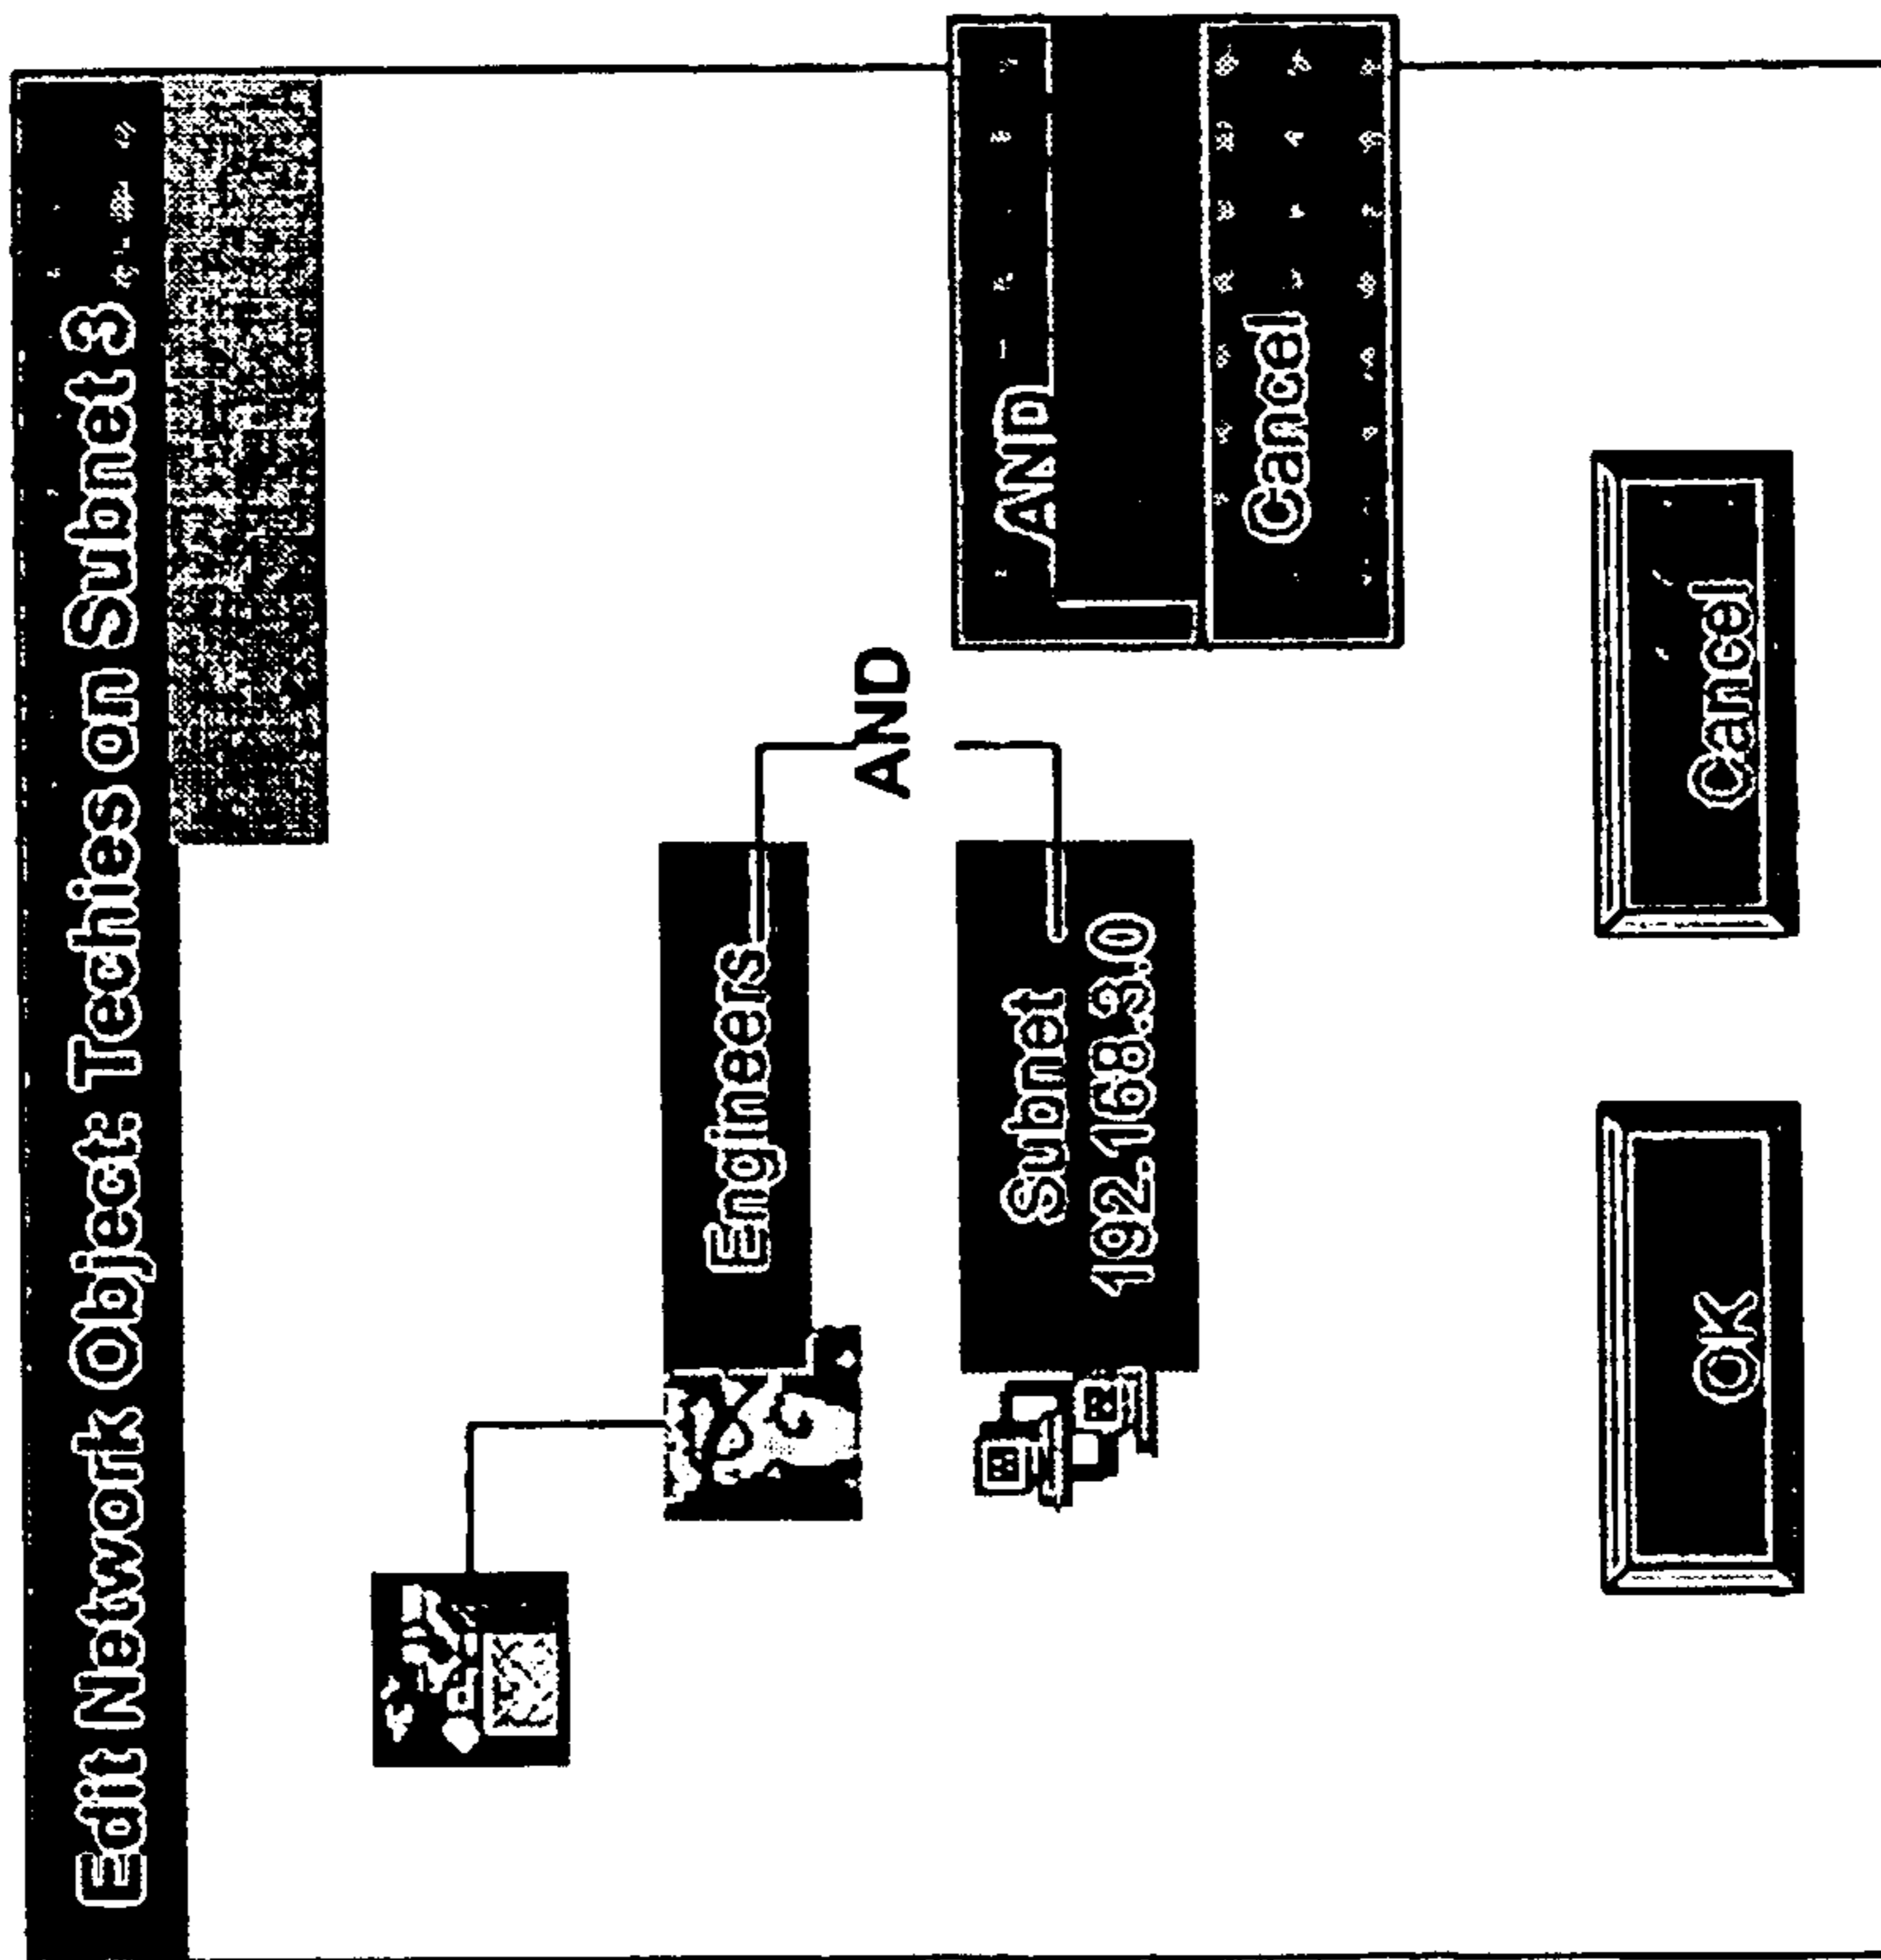 Edit Network Object: Techies on Subnet 3
Engineers
AND
Subnet
192.168.3.0
AND
Cancel
OK
Cancel